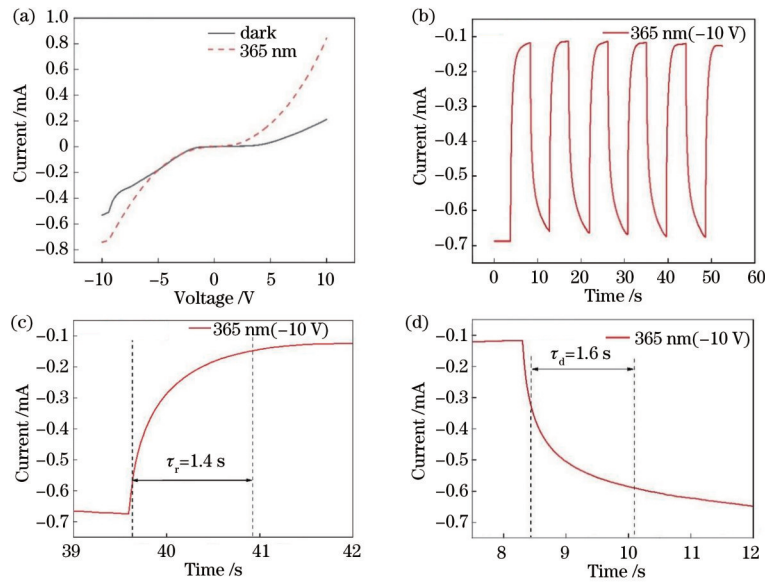 (a)
1.0
0.8
0.6
0.4
0.2
0
−0.2
−0.4
−0.6
−0.8
Current /mA
dark
365 nm
−10
−5
0
5
10
Voltage /V
(b)
−0.1
−0.2
−0.3
−0.4
−0.5
−0.6
−0.7
Current /mA
365 nm(−10 V)
0
10
20
30
40
50
60
Time /s
(c)
−0.1
−0.2
−0.3
−0.4
−0.5
−0.6
−0.7
Current /mA
365 nm(−10 V)
τr=1.4 s
39
40
41
42
Time /s
(d)
−0.1
−0.2
−0.3
−0.4
−0.5
−0.6
−0.7
Current /mA
365 nm(−10 V)
τd=1.6 s
8
9
10
11
12
Time /s